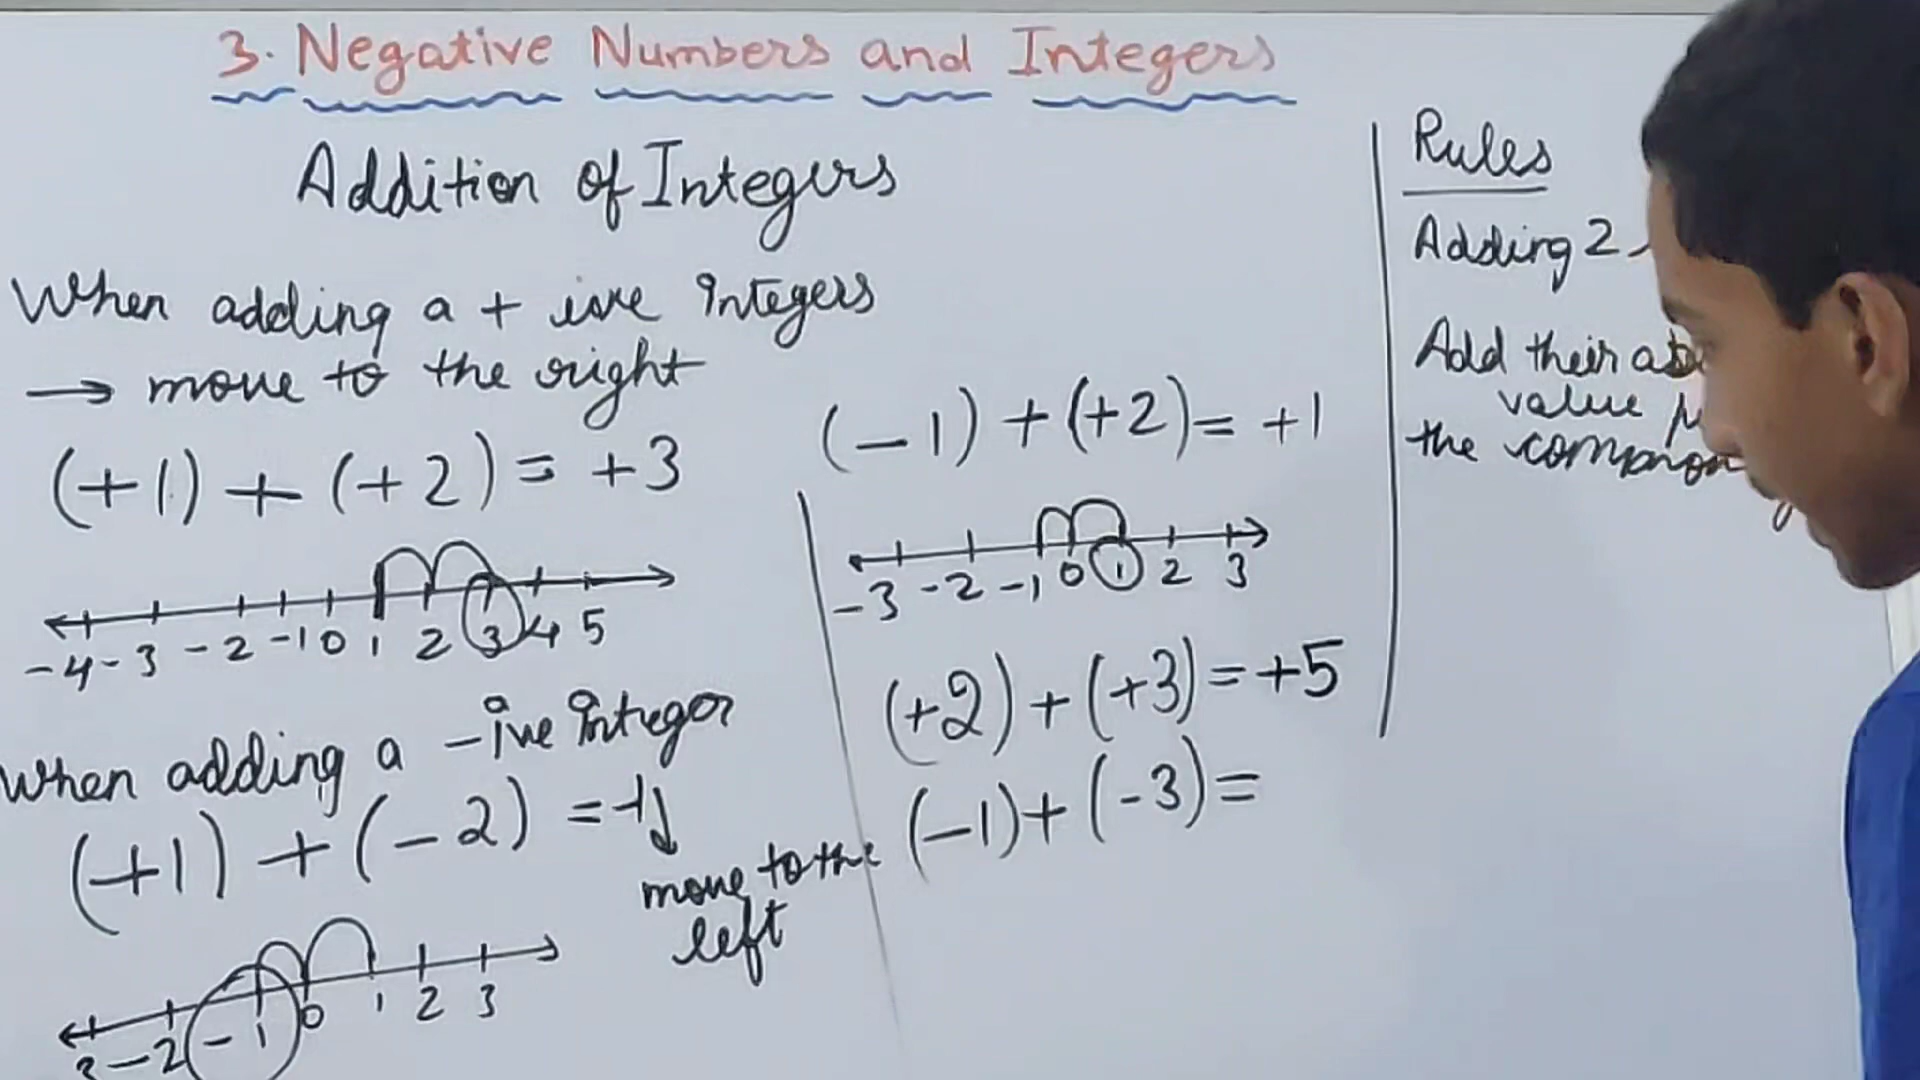 3. Negative Numbers and Integers
Addition of Integers
When adding a + ive Integers
→ move to the right
(+1) + (+2) = +3
-4 -3 -2 -1 0 1 2 3 4 5
When adding a -ive integer
(+1) + (-2) = -1
move to the
left
-3 -2 -1 0 1 2 3
(-1) + (+2) = +1
-3 -2 -1 0 1 2 3
(+2) + (+3) = +5
(-1) + (-3) =
Rules
Adding 2
Add their
value
the